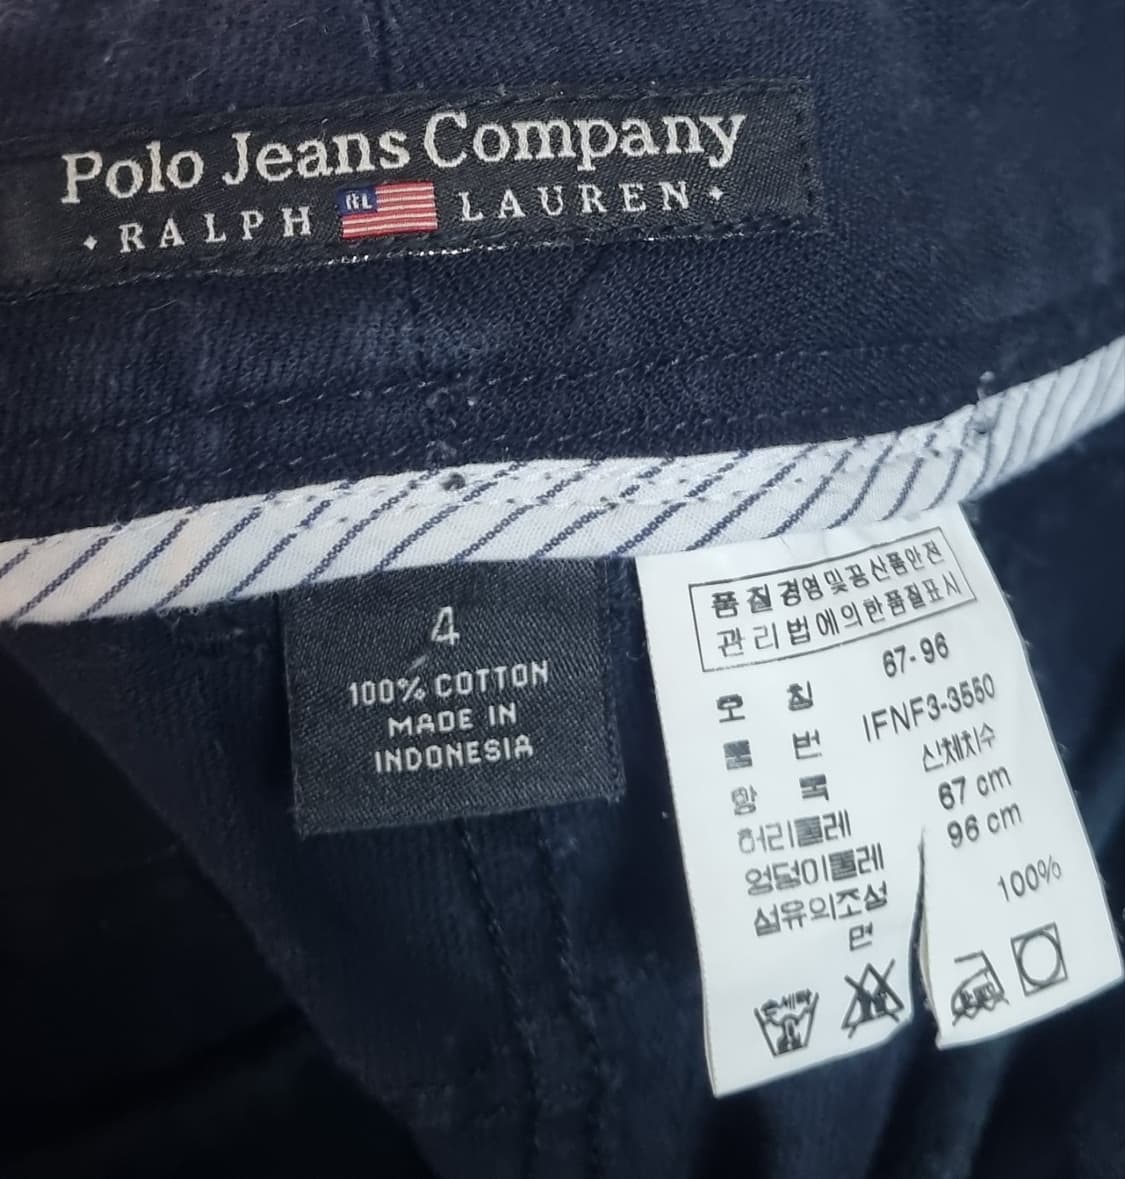 Polo Jeans Company
RALPH RL LAUREN
4
100% COTTON
MADE IN
INDONESIA
품질경영및공산품안전
관리법에의한품질표시
호 칭 67-96
품 번 IFNF3-3550
항 목 신체치수
허리둘레 67 cm
엉덩이둘레 96 cm
섬유의조성
면 100%
손세탁